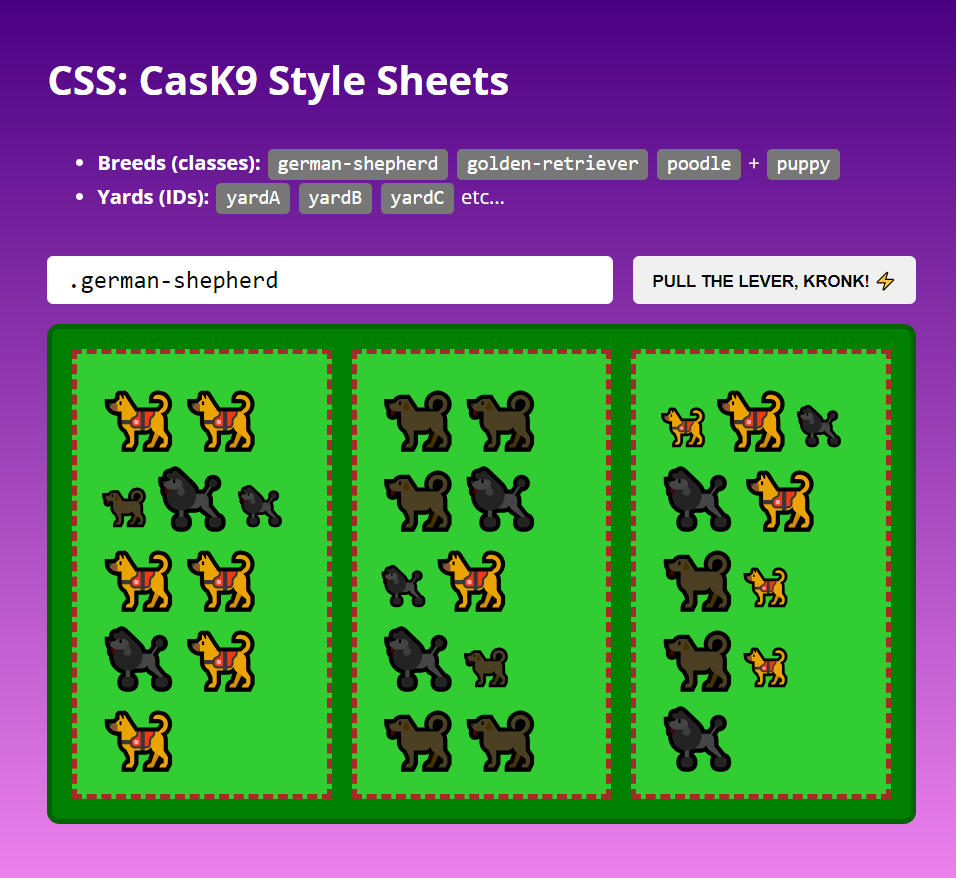 CSS: CasK9 Style Sheets
• Breeds (classes): german-shepherd golden-retriever poodle + puppy
• Yards (IDs): yardA yardB yardC etc...
.german-shepherd
PULL THE LEVER, KRONK! ⚡